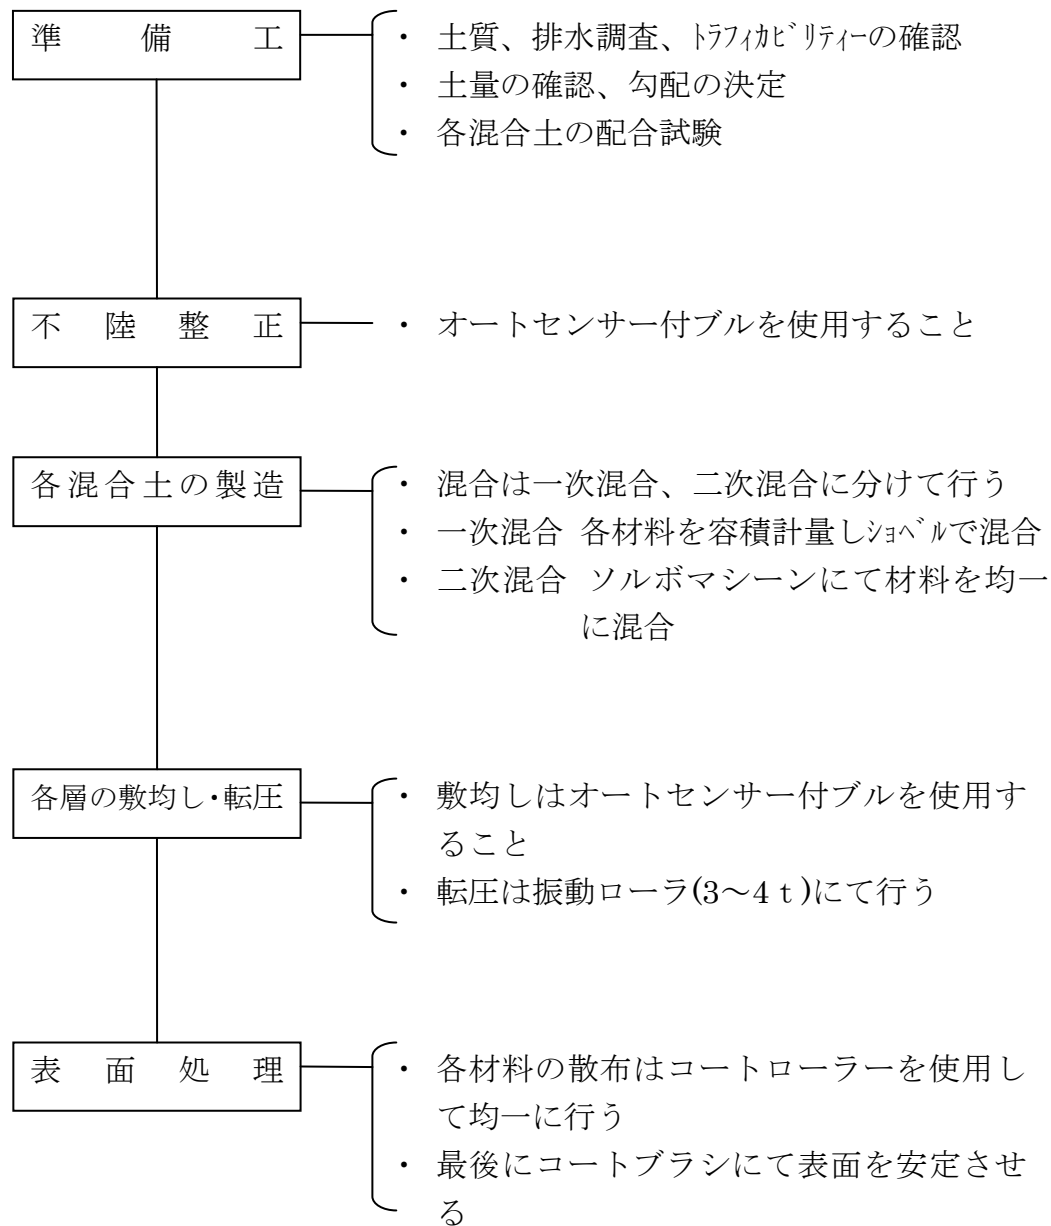 準備工
・ 土質、排水調査、ﾄﾗﾌｨｶﾋﾞﾘﾃｨｰの確認
・ 土量の確認、勾配の決定
・ 各混合土の配合試験
不陸整正
・ オートセンサー付ブルを使用すること
各混合土の製造
・ 混合は一次混合、二次混合に分けて行う
・ 一次混合 各材料を容積計量しｼｮﾍﾞﾙで混合
・ 二次混合 ソルボマシーンにて材料を均一
に混合
各層の敷均し・転圧
・ 敷均しはオートセンサー付ブルを使用す
ること
・ 転圧は振動ローラ(3～4ｔ)にて行う
表面処理
・ 各材料の散布はコートローラーを使用し
て均一に行う
・ 最後にコートブラシにて表面を安定させ
る